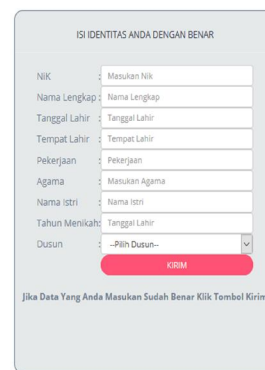 ISI IDENTITAS ANDA DENGAN BENAR
NIK : Masukan Nik
Nama Lengkap : Nama Lengkap
Tanggal Lahir : Tanggal Lahir
Tempat Lahir : Tempat Lahir
Pekerjaan : Pekerjaan
Agama : Masukan Agama
Nama Istri : Nama Istri
Tahun Menikah: Tanggal Lahir
Dusun : --Pilih Dusun--
KIRIM
Jika Data Yang Anda Masukan Sudah Benar Klik Tombol Kirim